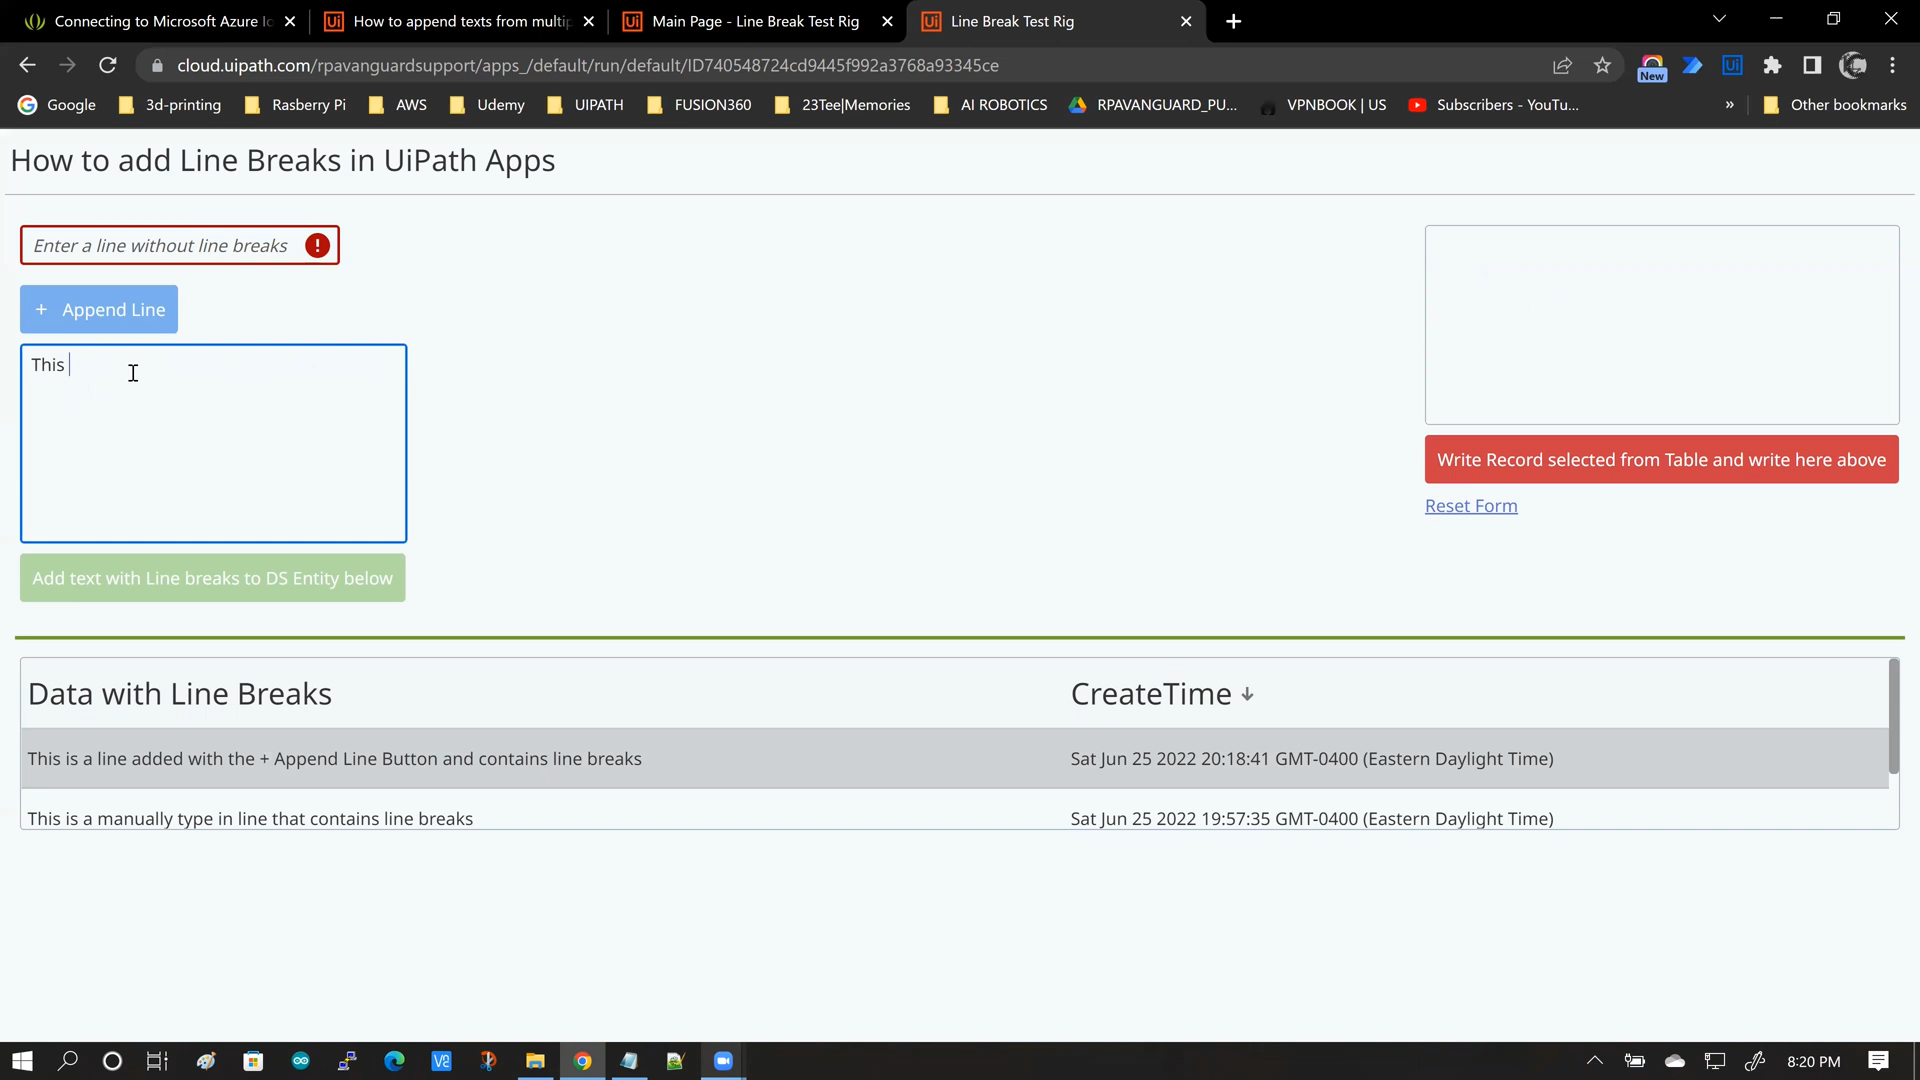 Connecting to Microsoft Azure Io
How to append texts from multip
Main Page - Line Break Test Rig
Line Break Test Rig
cloud.uipath.com/rpavanguardsupport/apps_/default/run/default/ID740548724cd9445f992a3768a93345ce
New
Google
3d-printing
Rasberry Pi
AWS
Udemy
UIPATH
FUSION360
23Tee|Memories
AI ROBOTICS
RPAVANGUARD_PU...
VPNBOOK | US
Subscribers - YouTu...
»
Other bookmarks
How to add Line Breaks in UiPath Apps
Enter a line without line breaks
+ Append Line
This
Write Record selected from Table and write here above
Reset Form
Add text with Line breaks to DS Entity below
Data with Line Breaks
CreateTime
This is a line added with the + Append Line Button and contains line breaks
Sat Jun 25 2022 20:18:41 GMT-0400 (Eastern Daylight Time)
This is a manually type in line that contains line breaks
Sat Jun 25 2022 19:57:35 GMT-0400 (Eastern Daylight Time)
8:20 PM